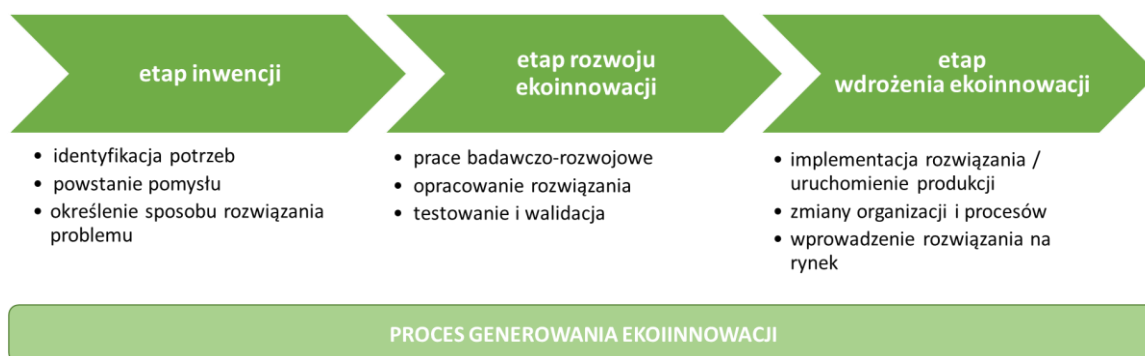 etap inwencji
• identyfikacja potrzeb
• powstanie pomysłu
• określenie sposobu rozwiązania
problemu
etap rozwoju
ekoinnowacji
• prace badawczo-rozwojowe
• opracowanie rozwiązania
• testowanie i walidacja
etap
wdrożenia ekoinnowacji
• implementacja rozwiązania /
uruchomienie produkcji
• zmiany organizacji i procesów
• wprowadzenie rozwiązania na
rynek
PROCES GENEROWANIA EKOIINNOWACJI